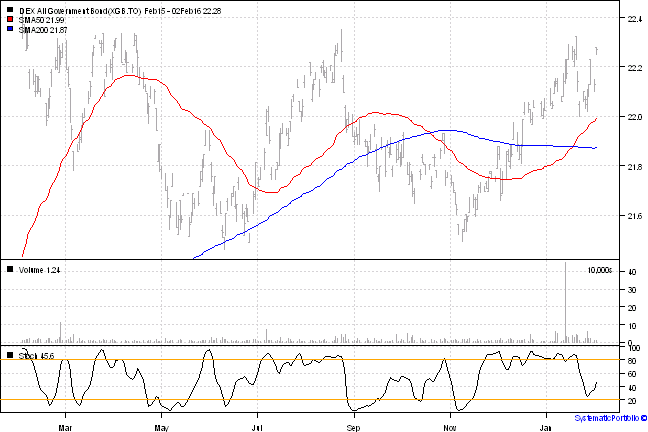 DEX All Government Bond(XGB.TO) Feb15 - 02Feb16 22.28
SMA50 21.99
SMA200 21.87
22.4
22.2
22.0
21.8
21.6
Volume 1.24
10,000s
40
30
20
10
0
Stoch 45.6
100
80
60
40
20
Mar May Jul Sep Nov Jan
SystematicPortfolio ©